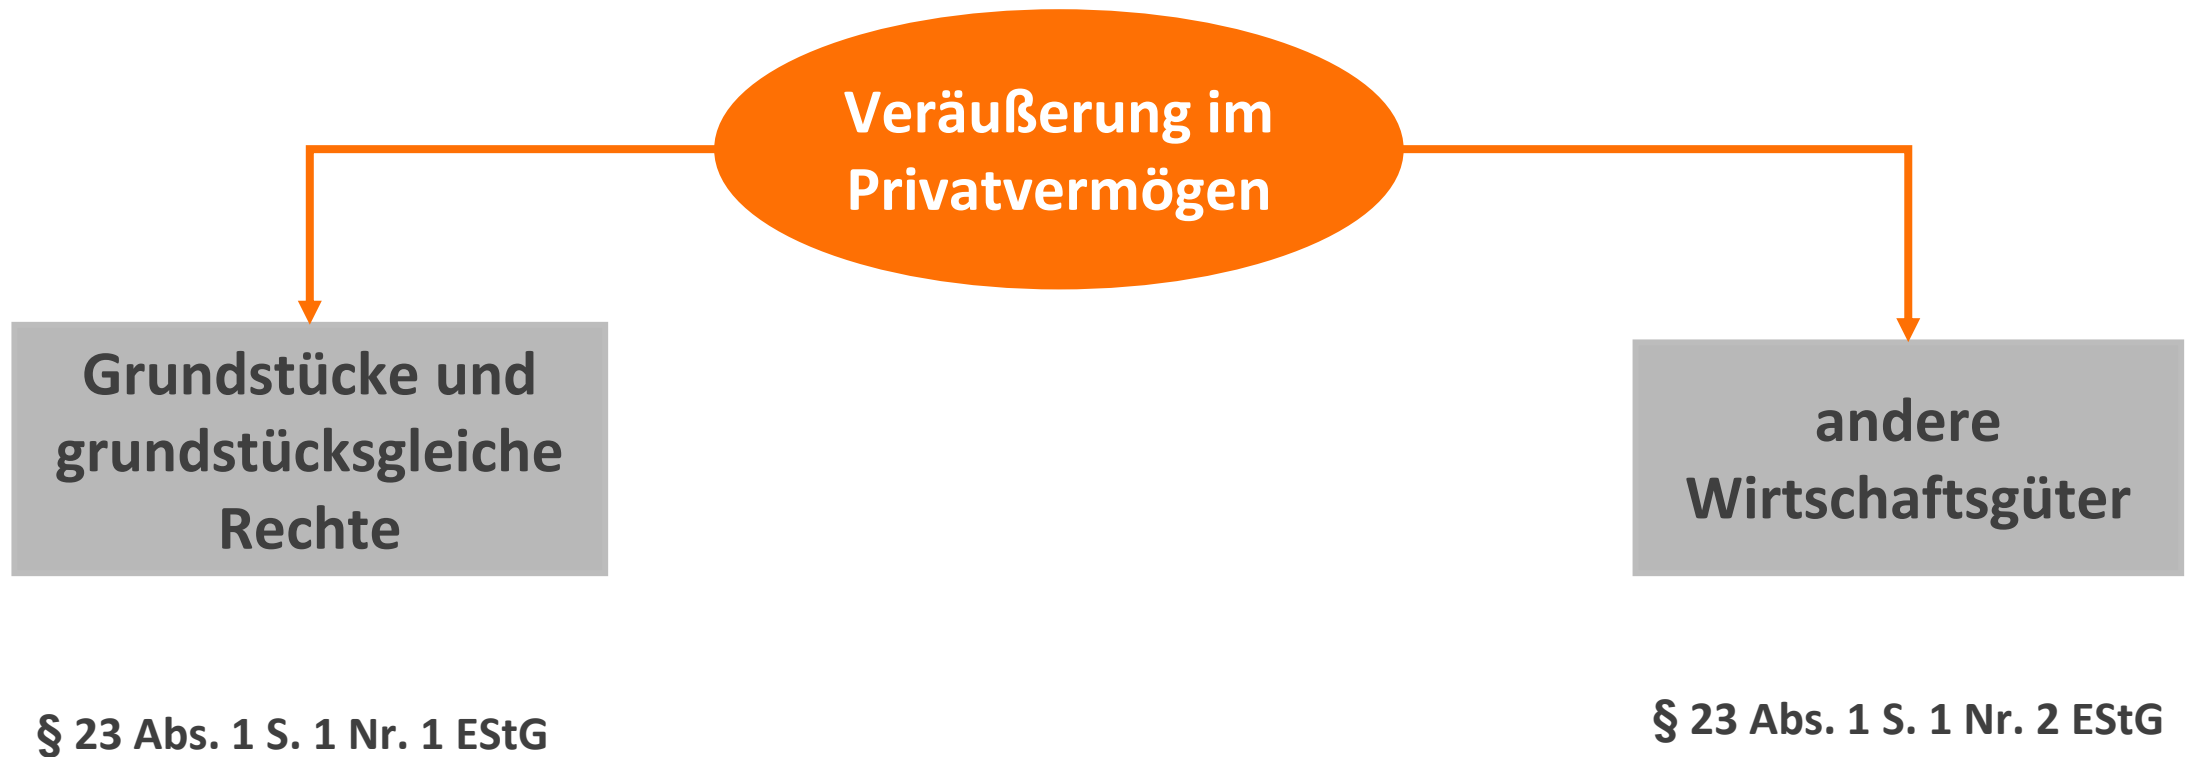 Veräußerung im
Privatvermögen
Grundstücke und
grundstücksgleiche
Rechte
andere
Wirtschaftsgüter
§ 23 Abs. 1 S. 1 Nr. 1 EStG
§ 23 Abs. 1 S. 1 Nr. 2 EStG